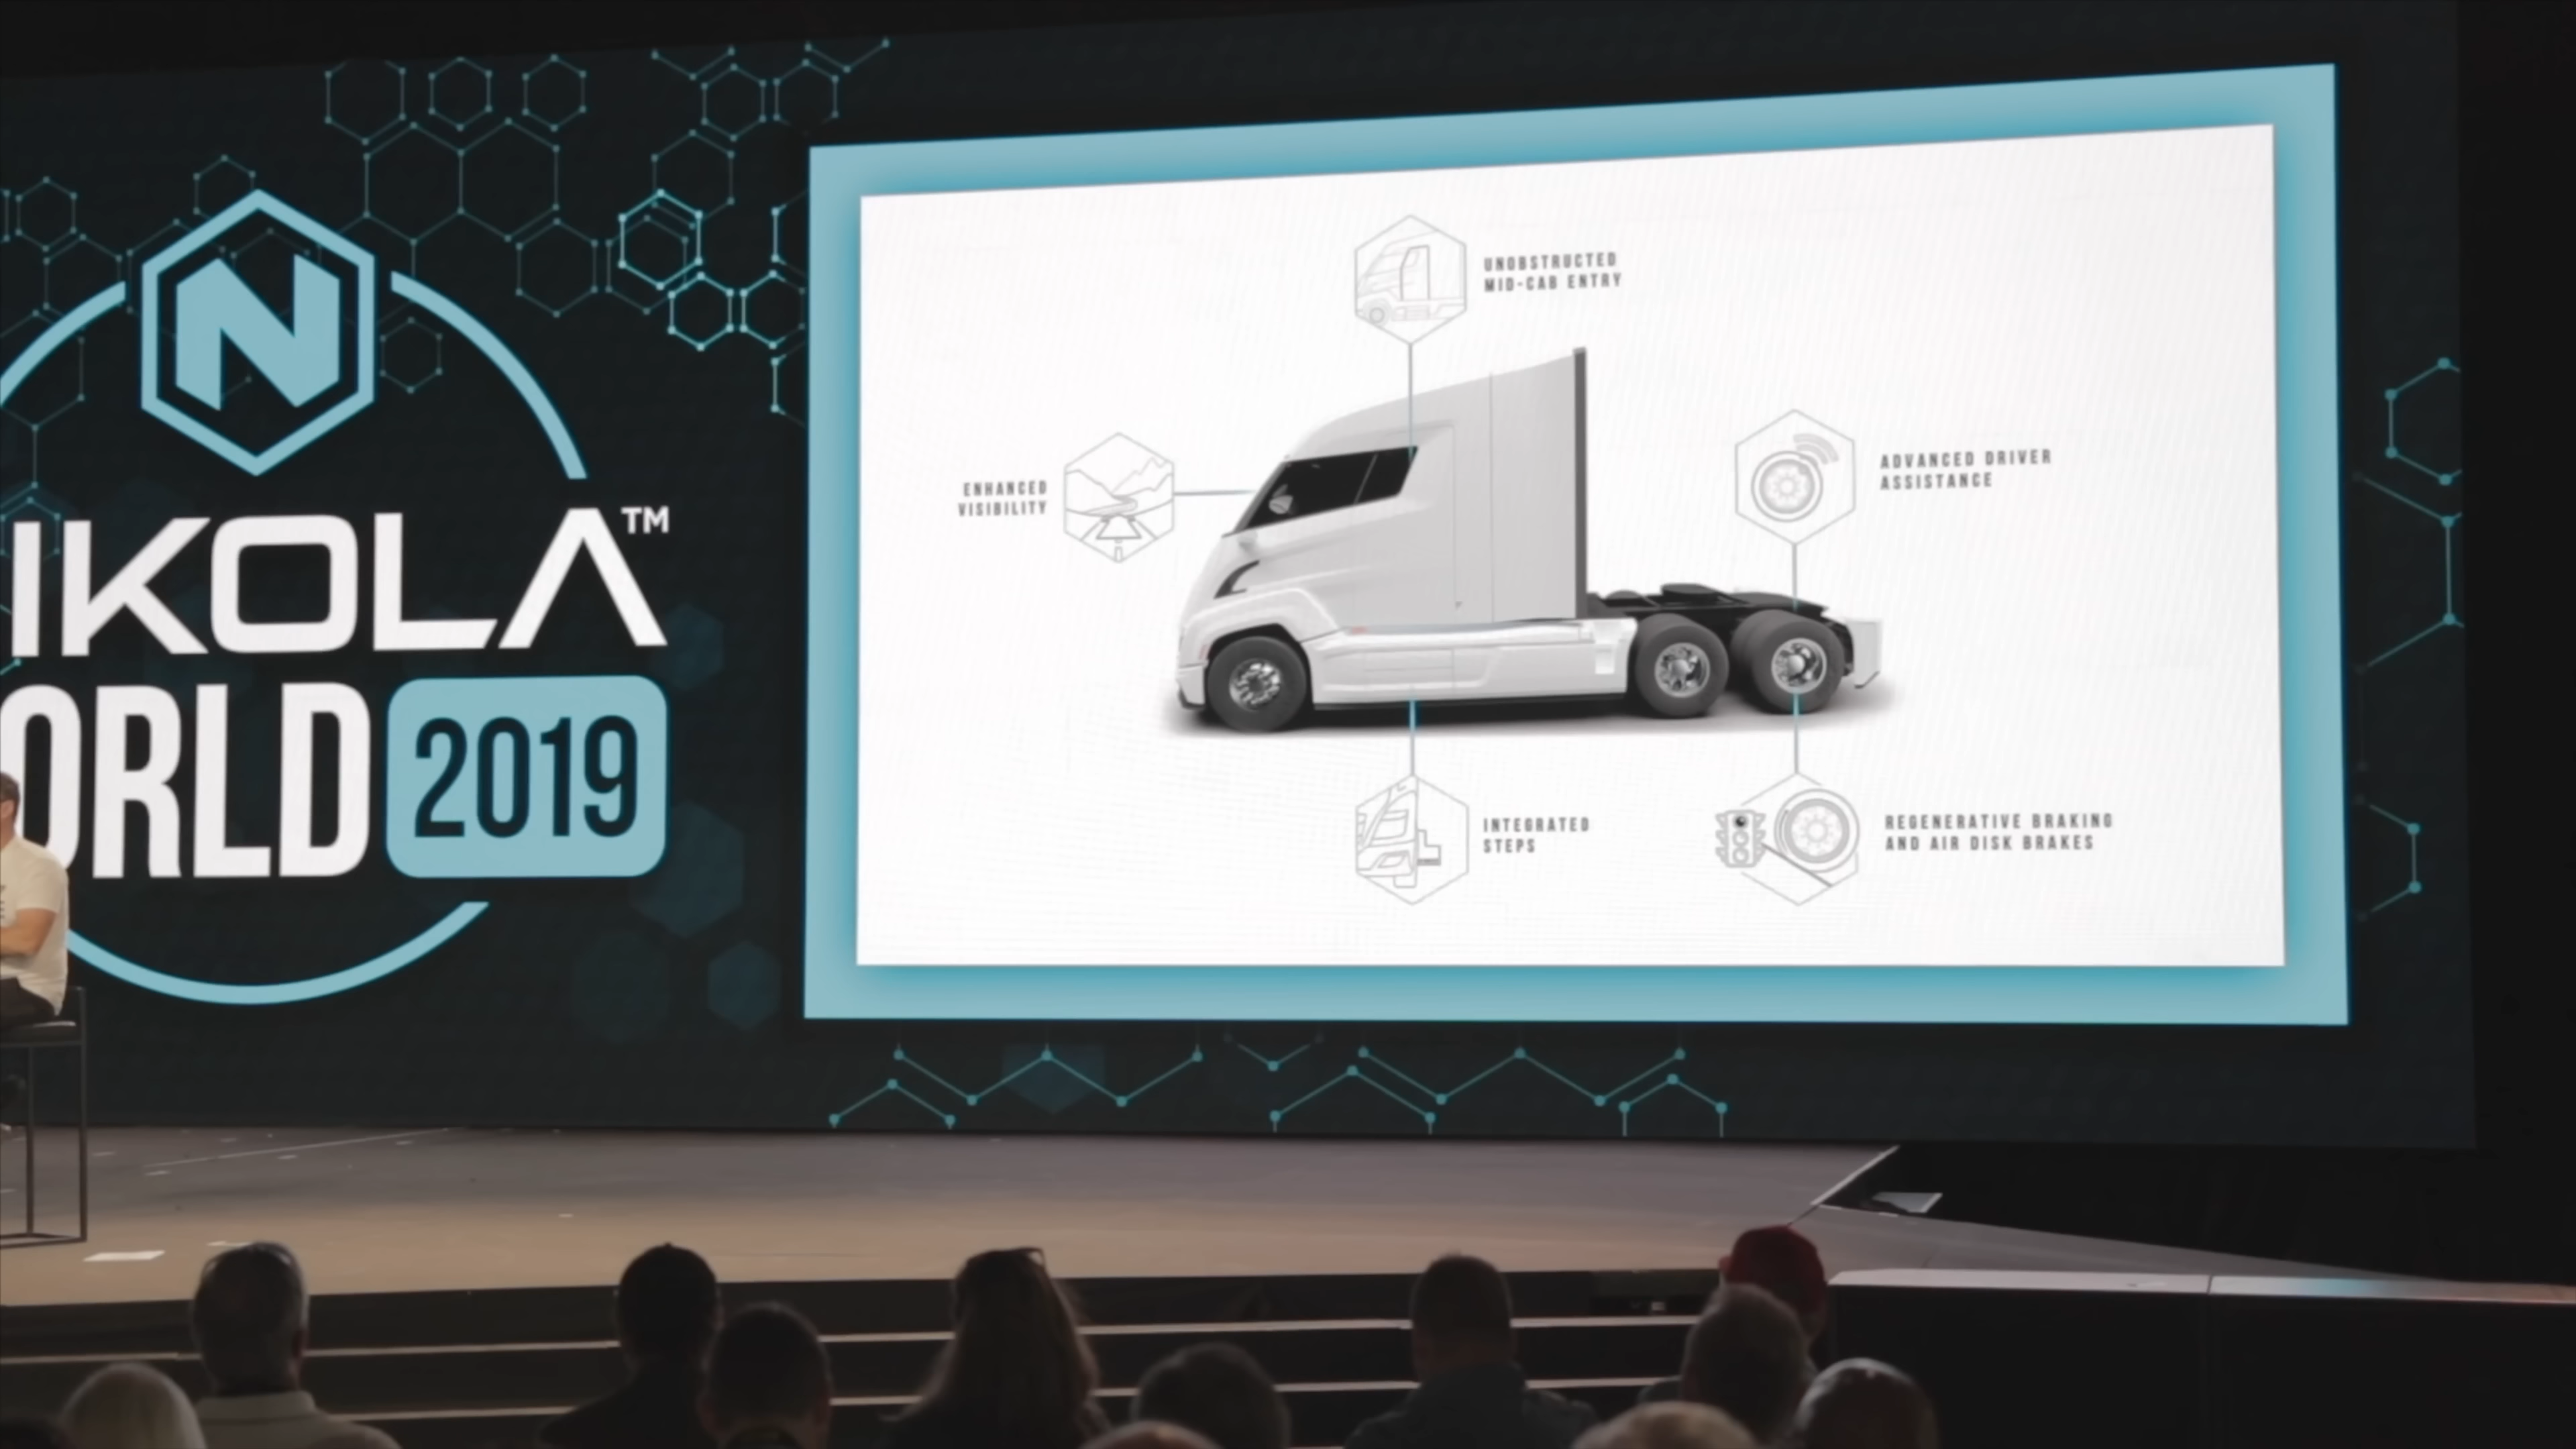 N
IKOLA™
ORLD 2019
UNOBSTRUCTED
MID-CAB ENTRY
ENHANCED
VISIBILITY
ADVANCED DRIVER
ASSISTANCE
INTEGRATED
STEPS
REGENERATIVE BRAKING
AND AIR DISK BRAKES